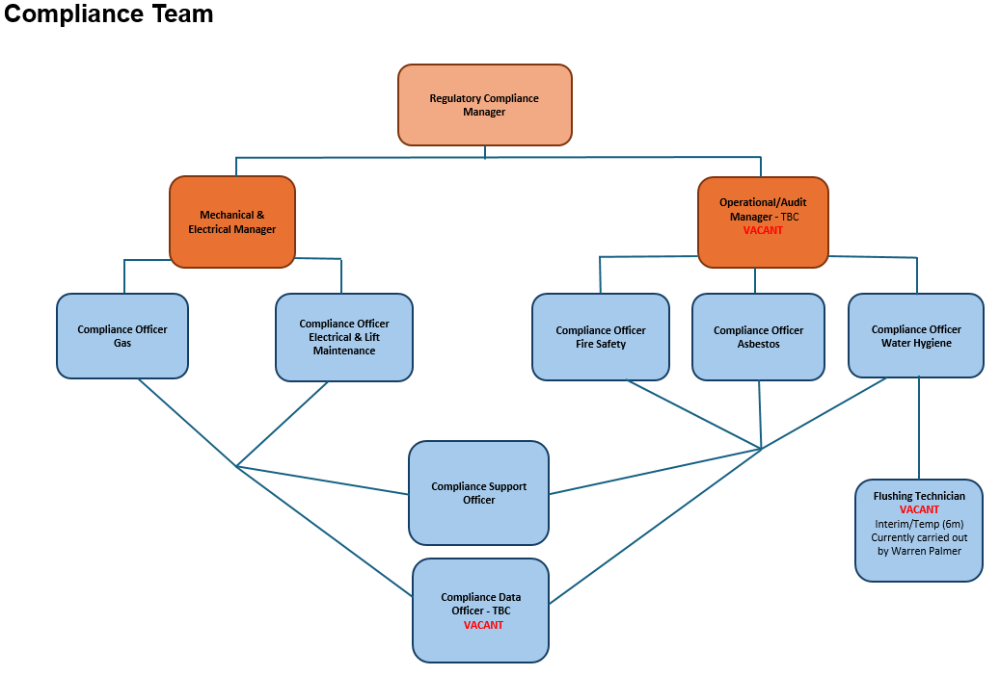 Compliance Team
Regulatory Compliance
Manager
Mechanical &
Electrical Manager
Operational/Audit
Manager - TBC
VACANT
Compliance Officer
Gas
Compliance Officer
Electrical & Lift
Maintenance
Compliance Officer
Fire Safety
Compliance Officer
Asbestos
Compliance Officer
Water Hygiene
Compliance Support
Officer
Flushing Technician
VACANT
Interim/Temp (6m)
Currently carried out
by Warren Palmer
Compliance Data
Officer - TBC
VACANT